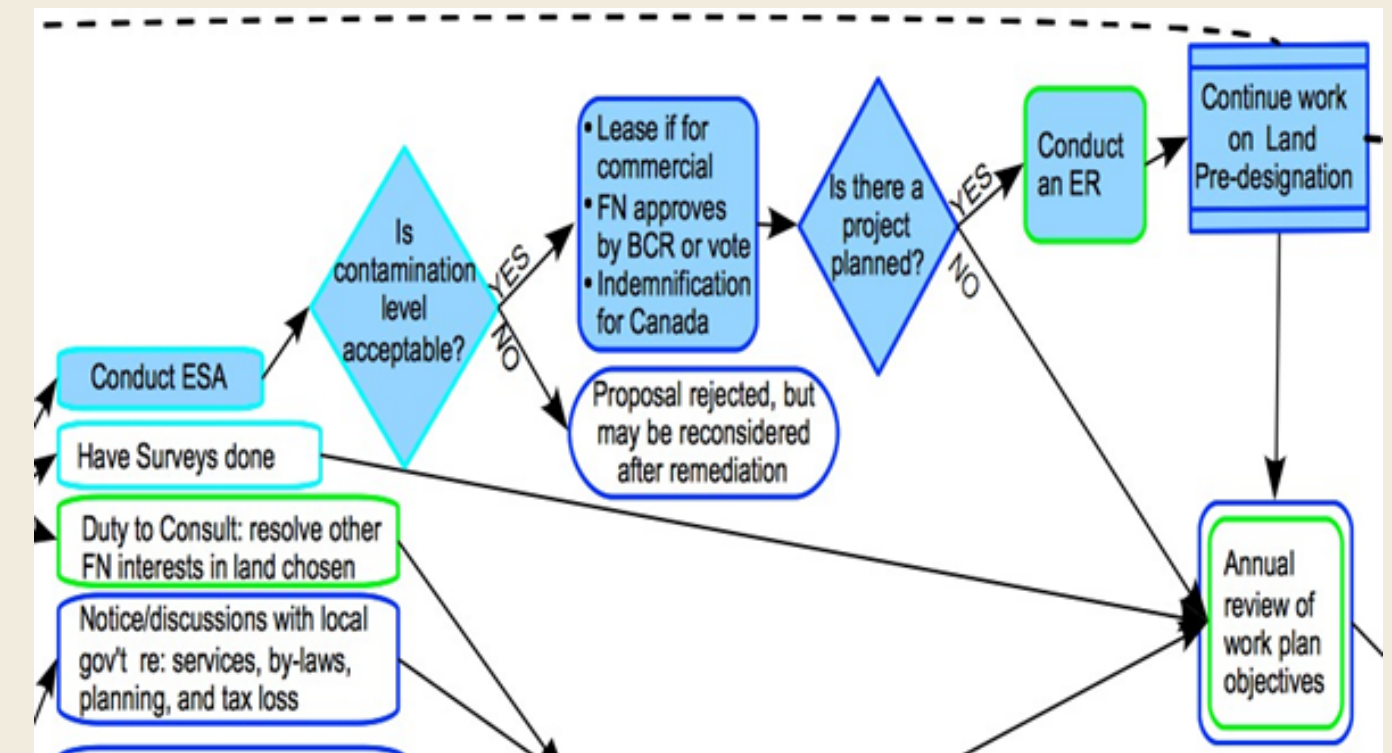 Conduct ESA
Have Surveys done
Duty to Consult: resolve other
FN interests in land chosen
Notice/discussions with local
gov't re: services, by-laws,
planning, and tax loss
Is
contamination
level
acceptable?
YES
NO
• Lease if for
commercial
• FN approves
by BCR or vote
• Indemnification
for Canada
Proposal rejected, but
may be reconsidered
after remediation
Is there a
project
planned?
YES
NO
Conduct
an ER
Continue work
on Land
Pre-designation
Annual
review of
work plan
objectives